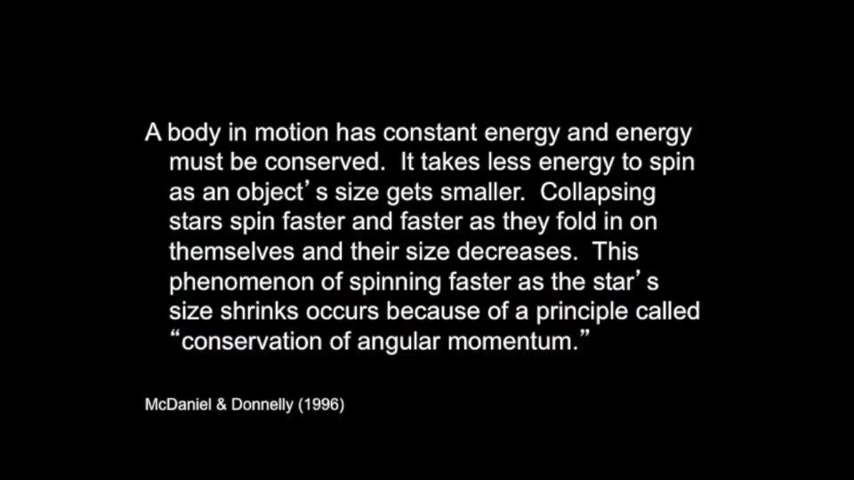 A body in motion has constant energy and energy
must be conserved.  It takes less energy to spin
as an object’s size gets smaller.  Collapsing
stars spin faster and faster as they fold in on
themselves and their size decreases.  This
phenomenon of spinning faster as the star’s
size shrinks occurs because of a principle called
“conservation of angular momentum.”
McDaniel & Donnelly (1996)